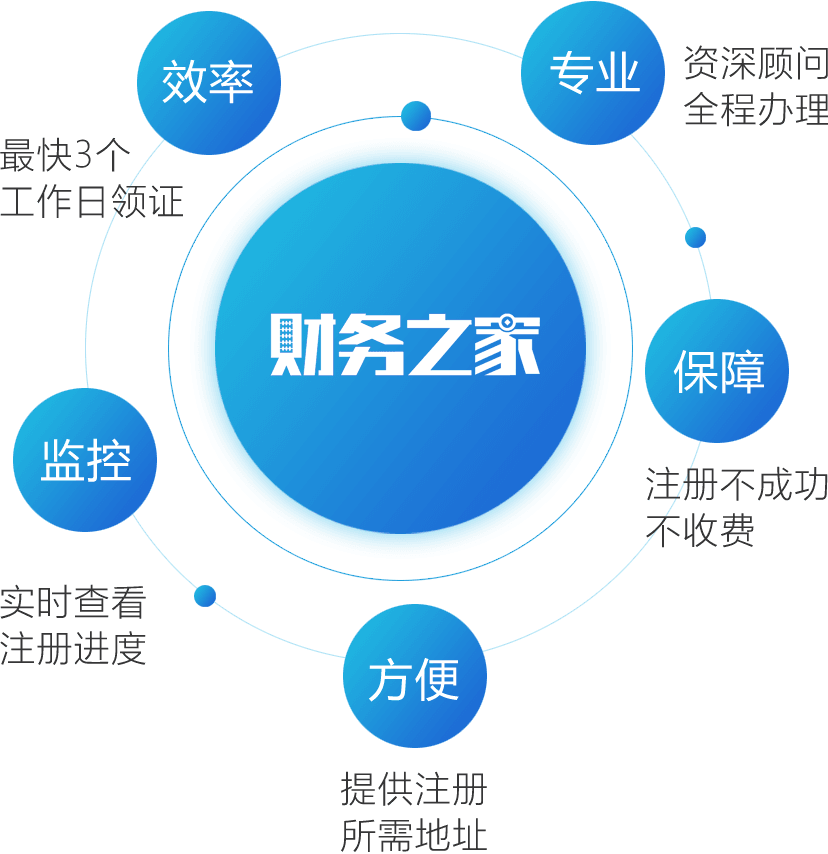 效率
最快3个
工作日领证
专业
资深顾问
全程办理
財务之家
保障
注册不成功
不收费
监控
实时查看
注册进度
方便
提供注册
所需地址